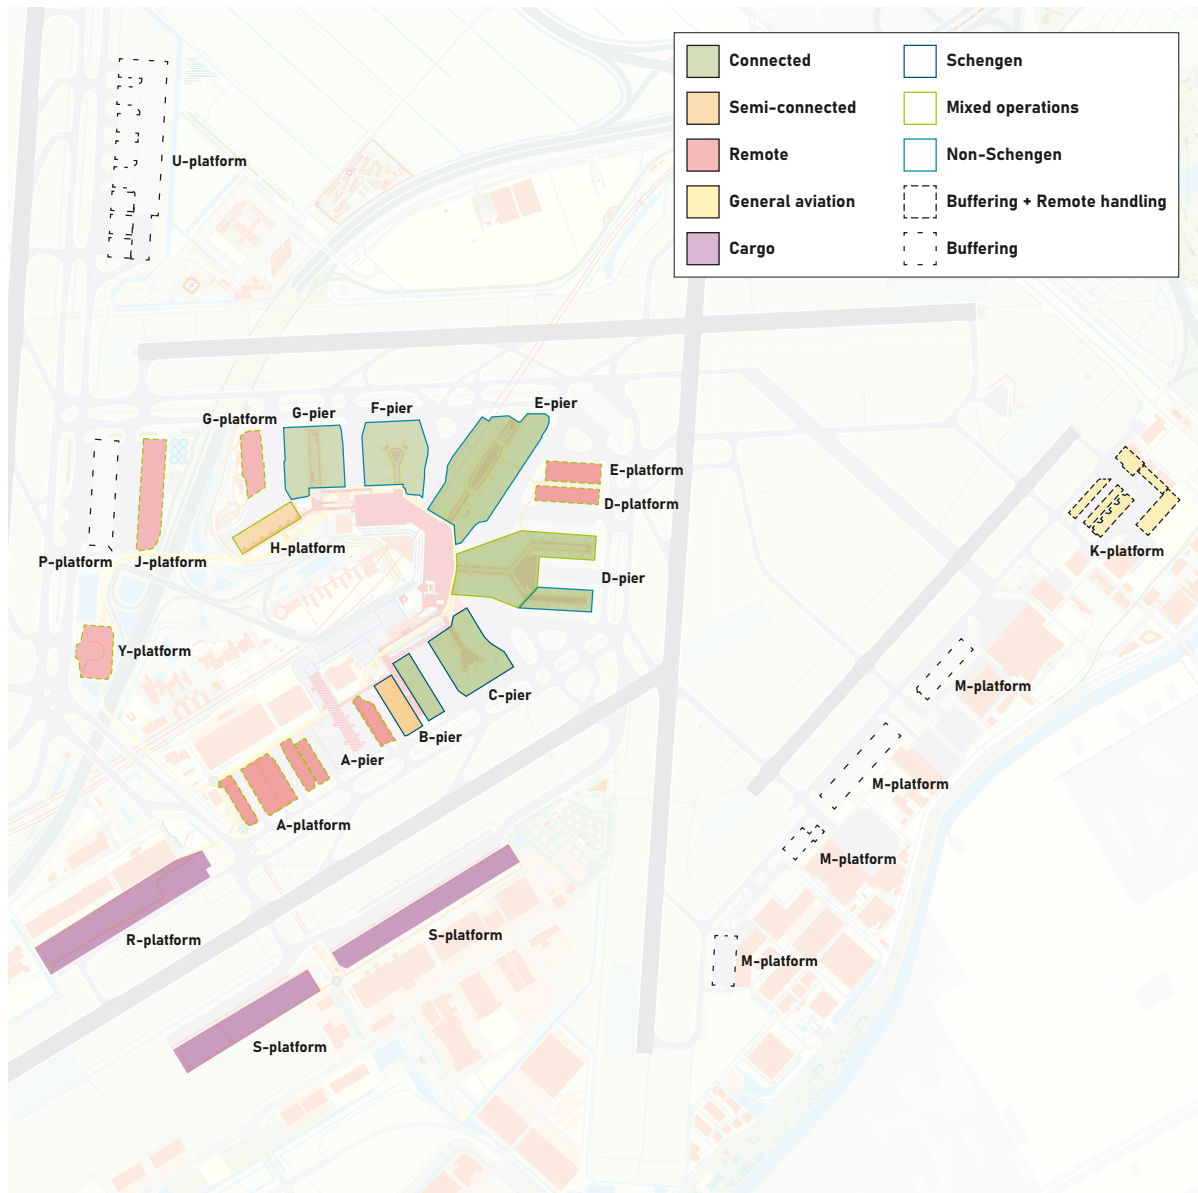 Connected
Schengen
Semi-connected
Mixed operations
Remote
Non-Schengen
General aviation
Buffering + Remote handling
Cargo
Buffering
U-platform
G-platform
G-pier
F-pier
E-pier
E-platform
D-platform
H-platform
P-platform
J-platform
K-platform
D-pier
Y-platform
C-pier
M-platform
B-pier
A-pier
M-platform
A-platform
M-platform
R-platform
S-platform
M-platform
S-platform